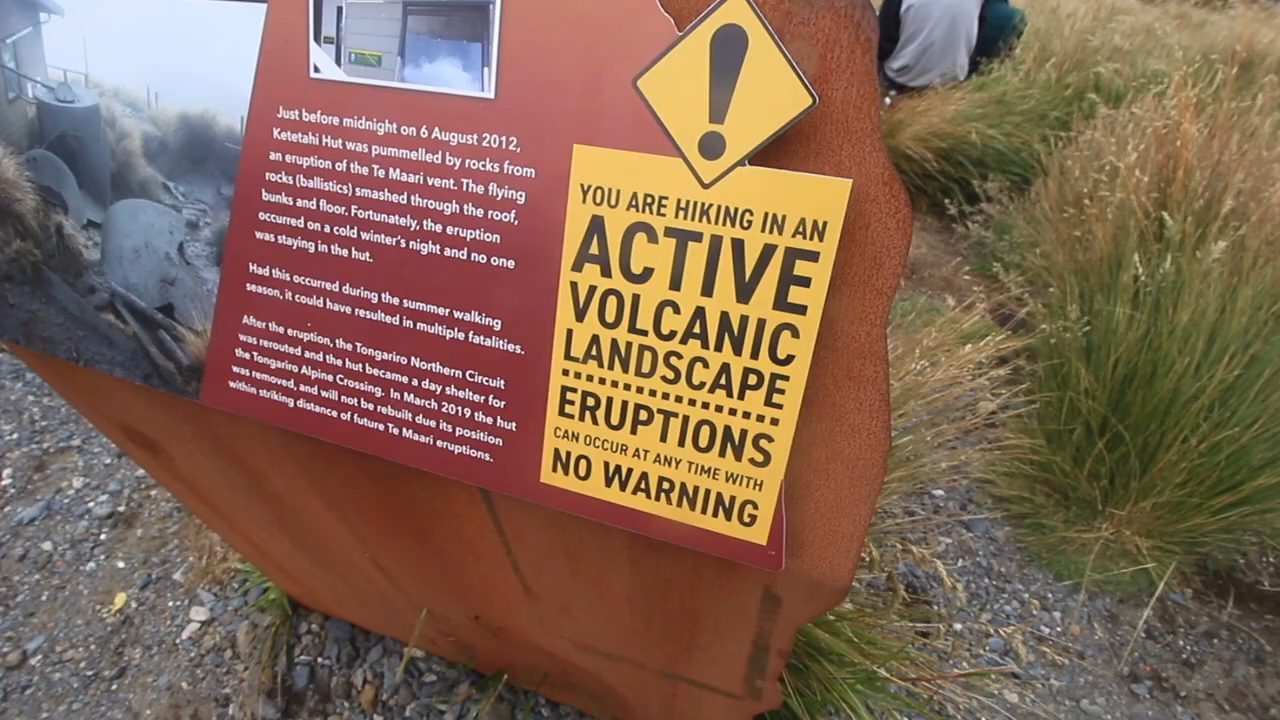 Just before midnight on 6 August 2012,
Ketetahi Hut was pummelled by rocks from
an eruption of the Te Maari vent. The flying
rocks (ballistics) smashed through the roof,
bunks and floor. Fortunately, the eruption
occurred on a cold winter's night and no one
was staying in the hut.
Had this occurred during the summer walking
season, it could have resulted in multiple fatalities.
After the eruption, the Tongariro Northern Circuit
was rerouted and the hut became a day shelter for
the Tongariro Alpine Crossing. In March 2019 the hut
was removed, and will not be rebuilt due its position
within striking distance of future Te Maari eruptions.
!
YOU ARE HIKING IN AN
ACTIVE
VOLCANIC
LANDSCAPE
ERUPTIONS
CAN OCCUR AT ANY TIME WITH
NO WARNING